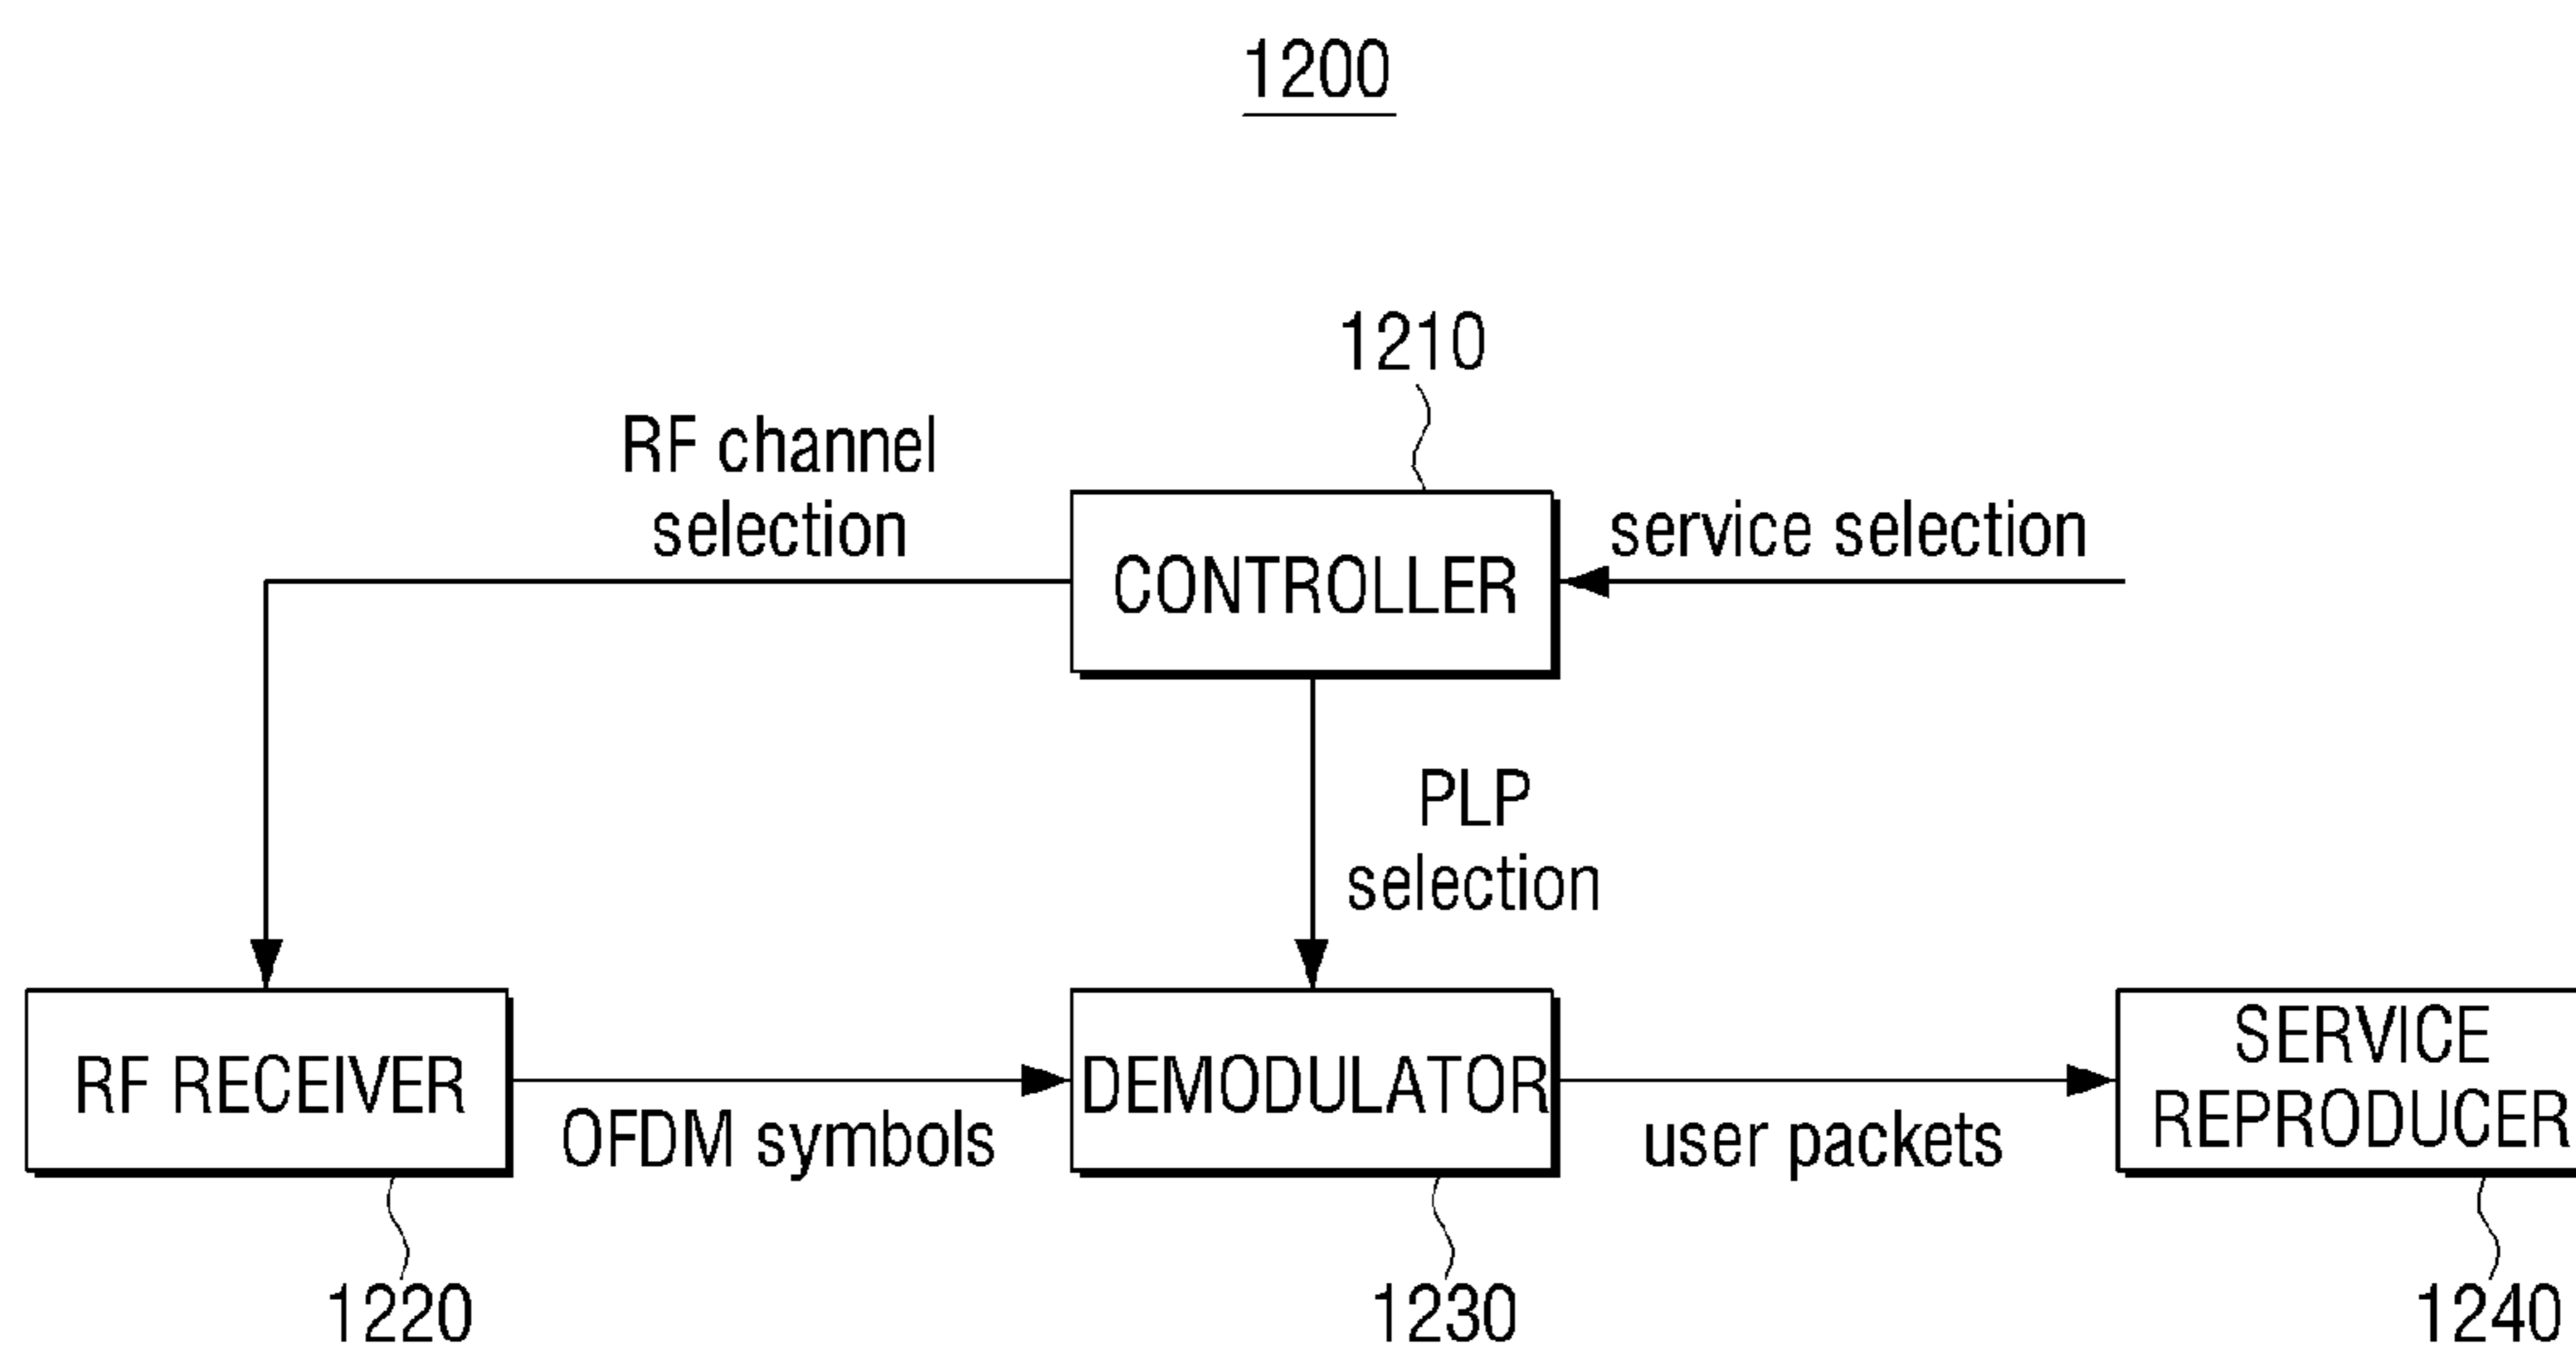 1200
1210
RF channel
selection
CONTROLLER
service selection
PLP
selection
RF RECEIVER
OFDM symbols
DEMODULATOR
user packets
SERVICE
REPRODUCER
1220
1230
1240